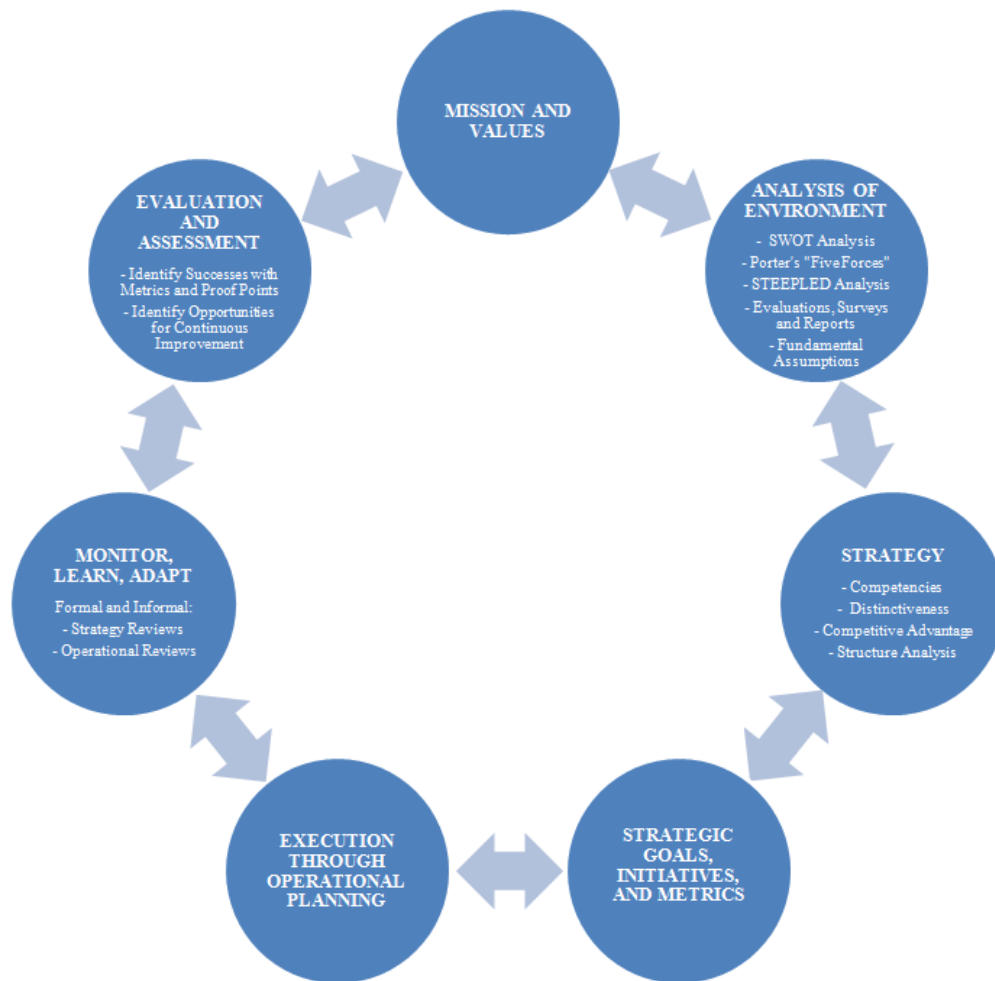 MISSION AND
VALUES
ANALYSIS OF
ENVIRONMENT
- SWOT Analysis
- Porter's "Five Forces"
- STEEPLED Analysis
- Evaluations, Surveys
and Reports
- Fundamental
Assumptions
STRATEGY
- Competencies
- Distinctiveness
- Competitive Advantage
- Structure Analysis
STRATEGIC
GOALS,
INITIATIVES,
AND METRICS
EXECUTION
THROUGH
OPERATIONAL
PLANNING
MONITOR,
LEARN, ADAPT
Formal and Informal:
- Strategy Reviews
- Operational Reviews
EVALUATION
AND
ASSESSMENT
- Identify Successes with
Metrics and Proof Points
- Identify Opportunities
for Continuous
Improvement